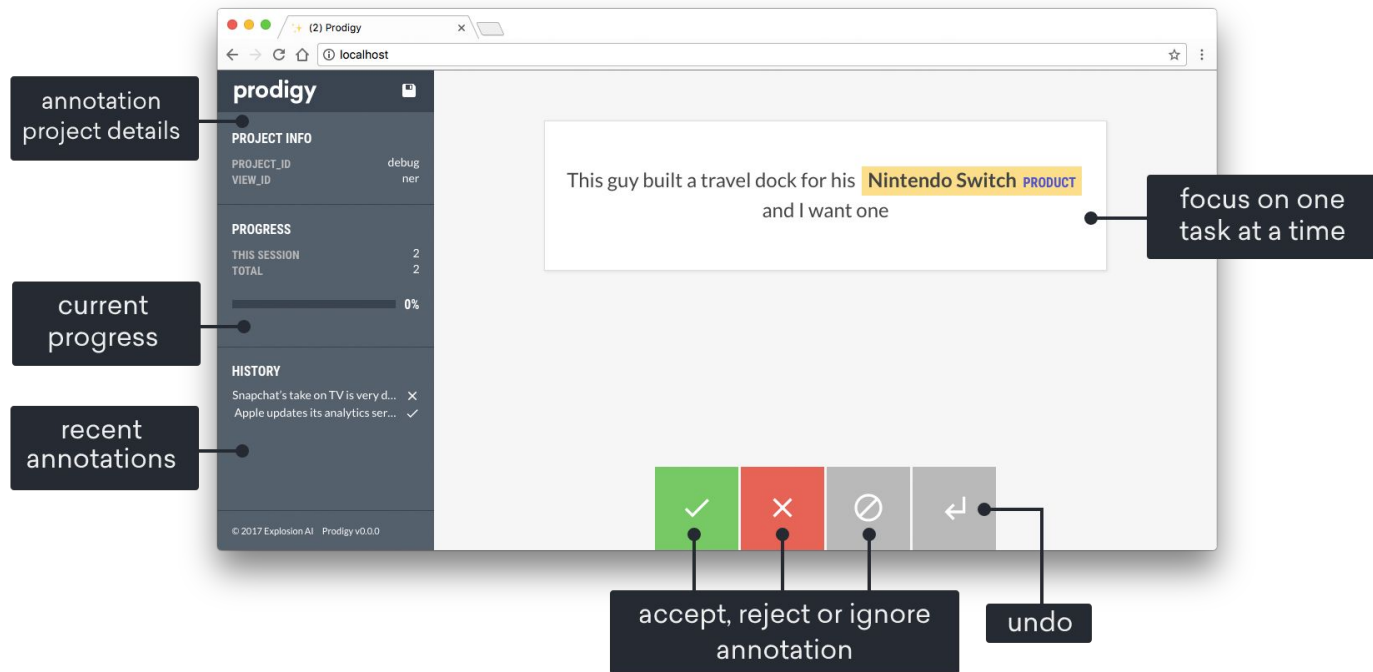 (2) Prodigy
localhost
prodigy
PROJECT INFO
PROJECT_ID debug
VIEW_ID ner
PROGRESS
THIS SESSION 2
TOTAL 2
0%
HISTORY
Snapchat's take on TV is very d...
Apple updates its analytics ser...
© 2017 Explosion AI Prodigy v0.0.0
This guy built a travel dock for his Nintendo Switch PRODUCT
and I want one
annotation
project details
current
progress
recent
annotations
focus on one
task at a time
accept, reject or ignore
annotation
undo